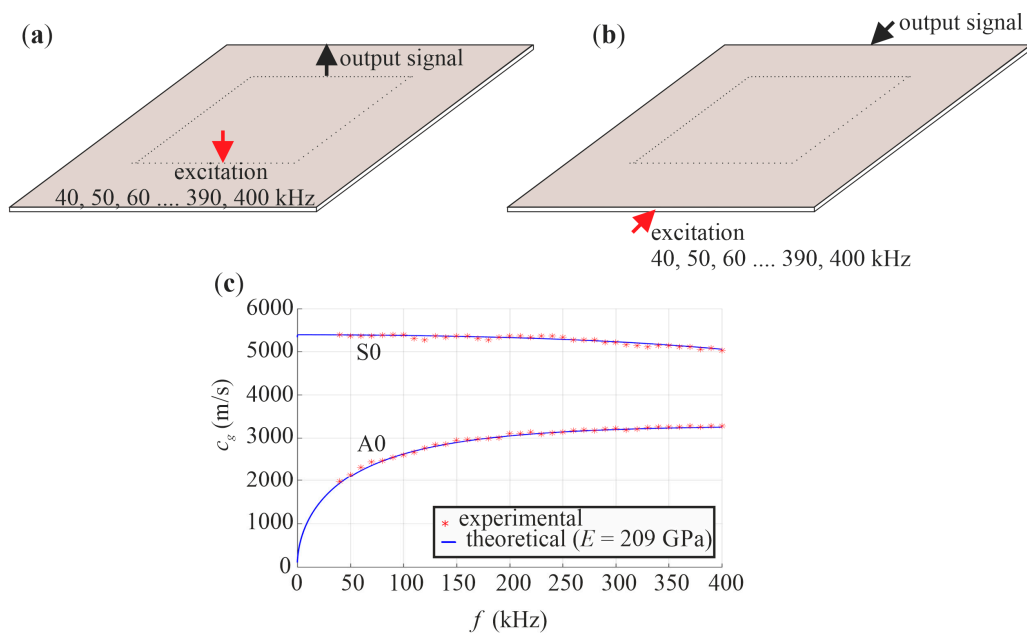 (a)
output signal
excitation
40, 50, 60 .... 390, 400 kHz
(b)
output signal
excitation
40, 50, 60 .... 390, 400 kHz
(c)
6000
5000
4000
3000
2000
1000
0
c_g (m/s)
S0
A0
experimental
theoretical (E = 209 GPa)
0 50 100 150 200 250 300 350 400
f (kHz)